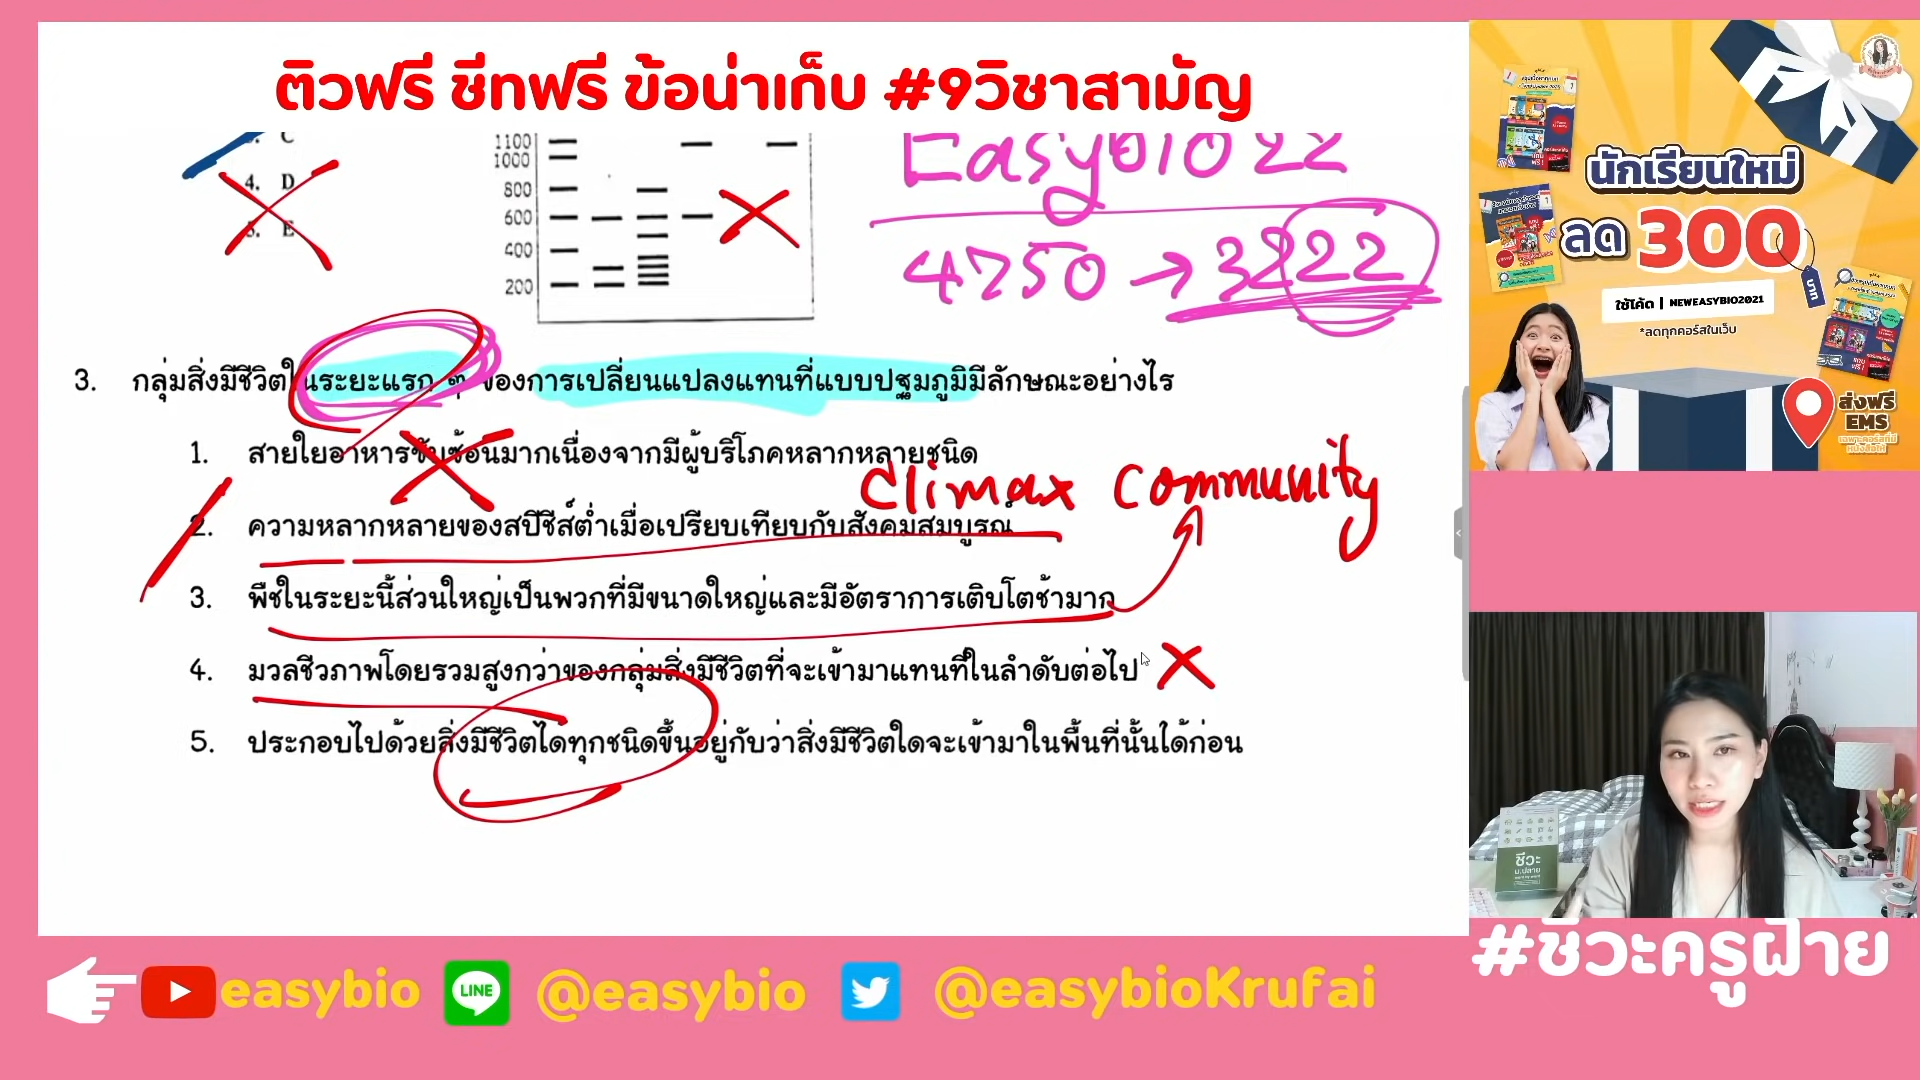 ติวฟรี ชีทฟรี ข้อน่าเก็บ #9วิชาสามัญ
C
4. D
5. E
1100
1000
800
600
400
200
Easybio22
4750 → 3222
3. กลุ่มสิ่งมีชีวิตในระยะแรก ๆ ของการเปลี่ยนแปลงแทนที่แบบปฐมภูมิมีลักษณะอย่างไร
1. สายใยอาหารซับซ้อนมากเนื่องจากมีผู้บริโภคหลากหลายชนิด
climax community
2. ความหลากหลายของสปีชีส์ต่ำเมื่อเปรียบเทียบกับสังคมสมบูรณ์
3. พืชในระยะนี้ส่วนใหญ่เป็นพวกที่มีขนาดใหญ่และมีอัตราการเติบโตช้ามาก
4. มวลชีวภาพโดยรวมสูงกว่าของกลุ่มสิ่งมีชีวิตที่จะเข้ามาแทนที่ในลำดับต่อไป
5. ประกอบไปด้วยสิ่งมีชีวิตได้ทุกชนิดขึ้นอยู่กับว่าสิ่งมีชีวิตใดจะเข้ามาในพื้นที่นั้นได้ก่อน
นักเรียนใหม่
ลด 300
บาท
ใช้โค้ด | NEWEASYBIO2021
*ลดทุกคอร์สในเว็บ
ส่งฟรี
EMS
เฉพาะคอร์สที่มี
หนังสือให้
ชีวะ
ม.ปลาย
#ชีวะครูฝ้าย
easybio
LINE
@easybio
@easybioKrufai